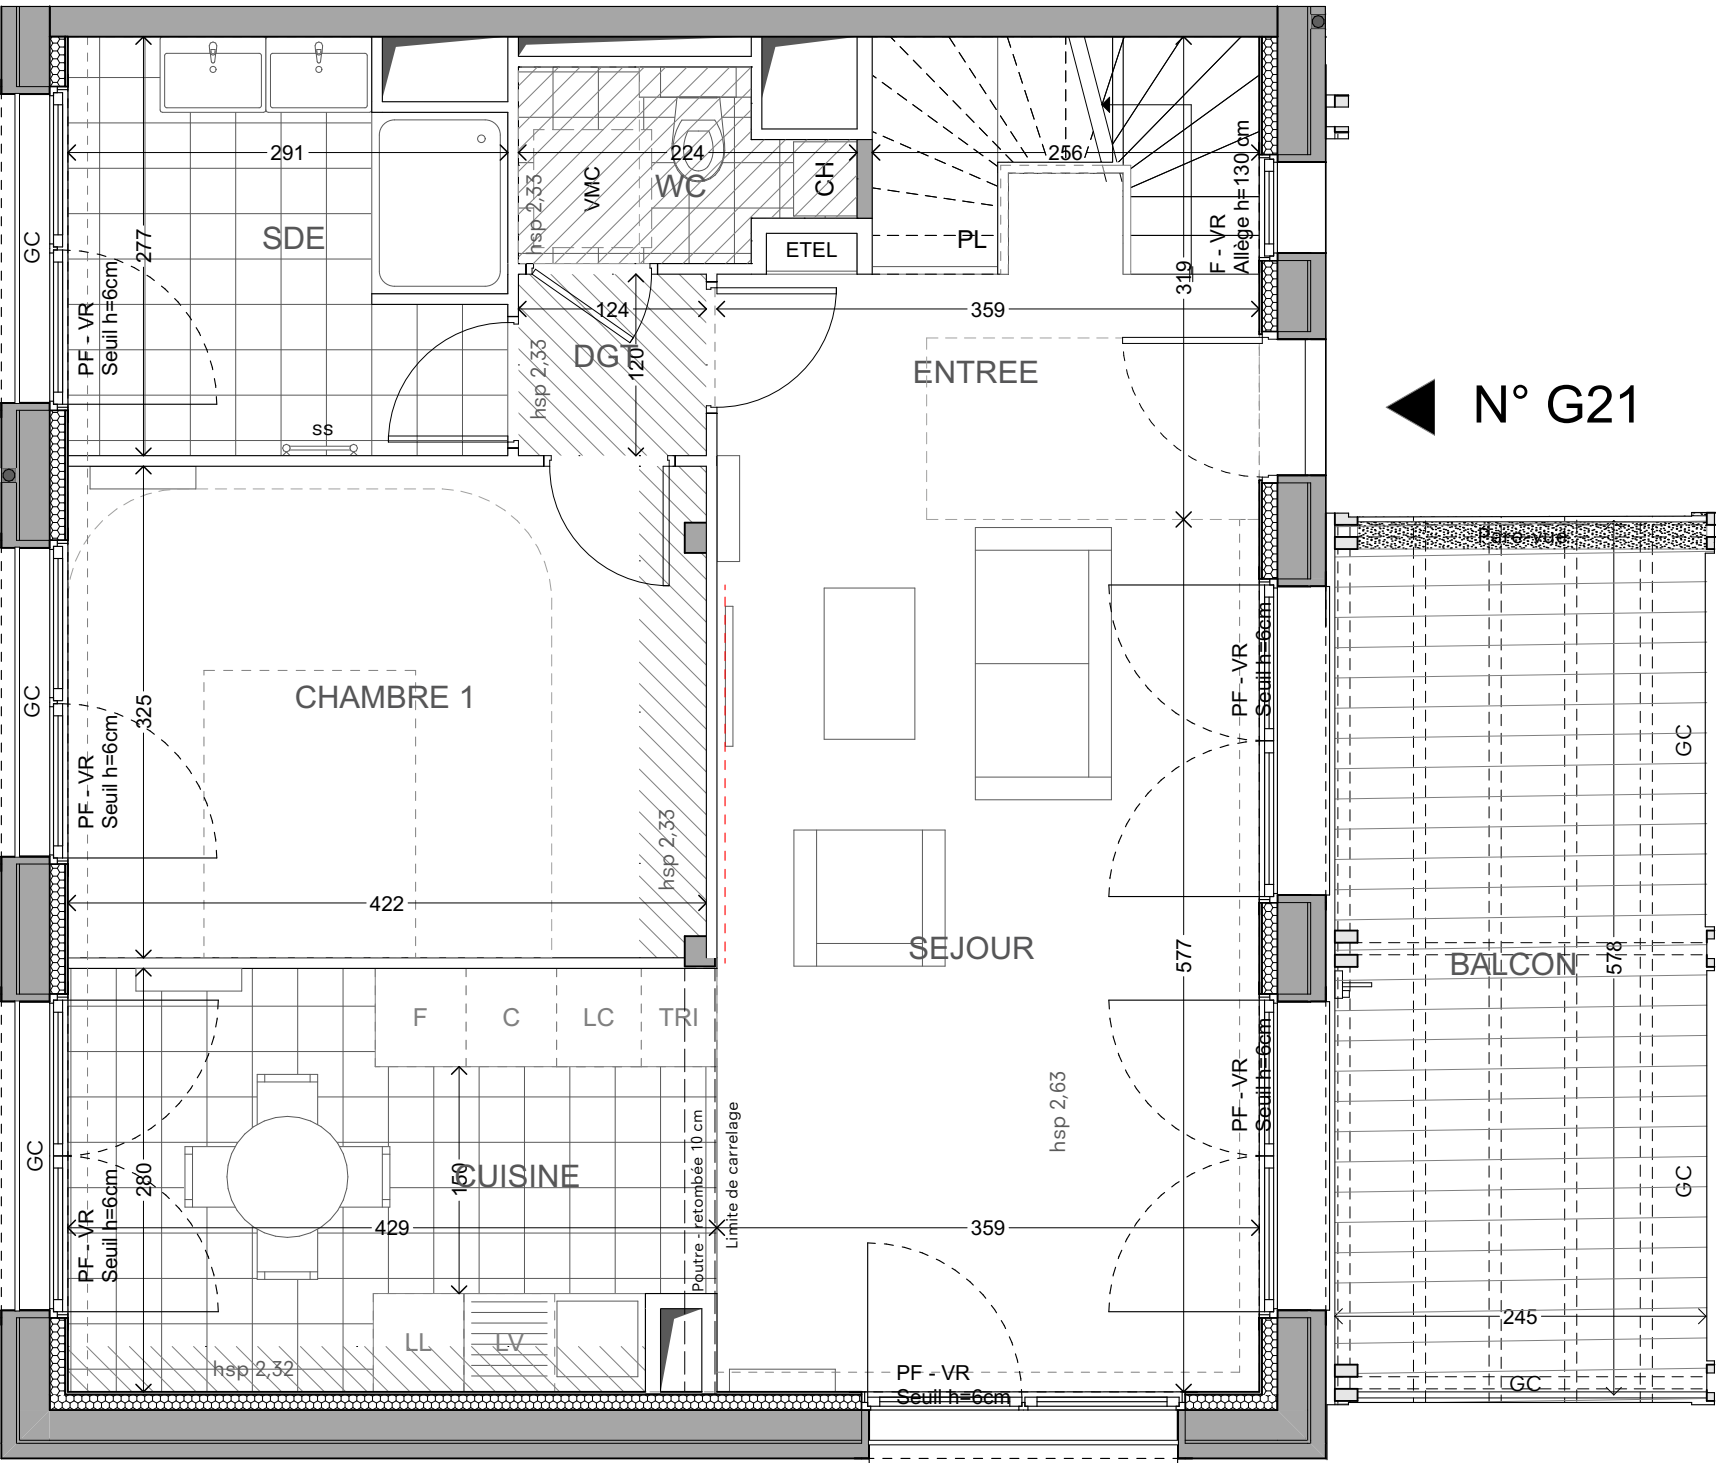 291
224
256
VMC
WC
CH
hsp 2,33
SDE
277
GC
PL
ETEL
F - VR
Allège h=130 cm
319
PF - VR
Seuil h=6cm
124
359
DGT
120
hsp 2,33
ENTREE
N° G21
ss
Pare-vue
CHAMBRE 1
325
GC
PF - VR
Seuil h=6cm
hsp 2,33
422
PF - VR
Seuil h=6cm
GC
SEJOUR
577
BALCON
578
F
C
LC
TRI
hsp 2,63
PF - VR
Seuil h=6cm
Poutre - retombée 10 cm
Limite de carrelage
GC
280
150
CUISINE
GC
PF - VR
Seuil h=6cm
429
359
245
LL
LV
hsp 2,32
PF - VR
Seuil h=6cm
GC